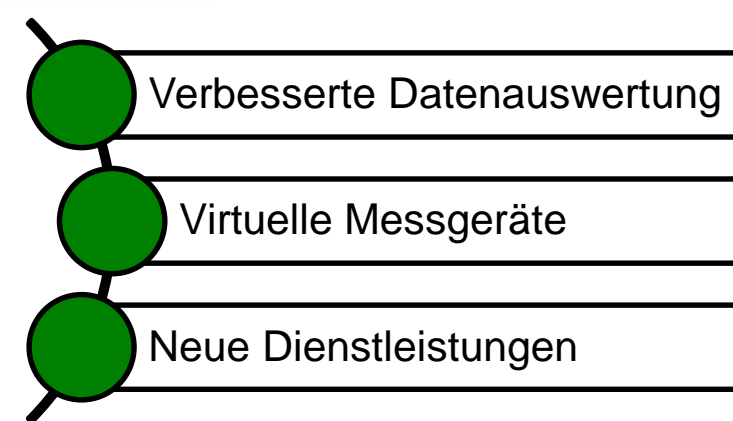 Verbesserte Datenauswertung
Virtuelle Messgeräte
Neue Dienstleistungen